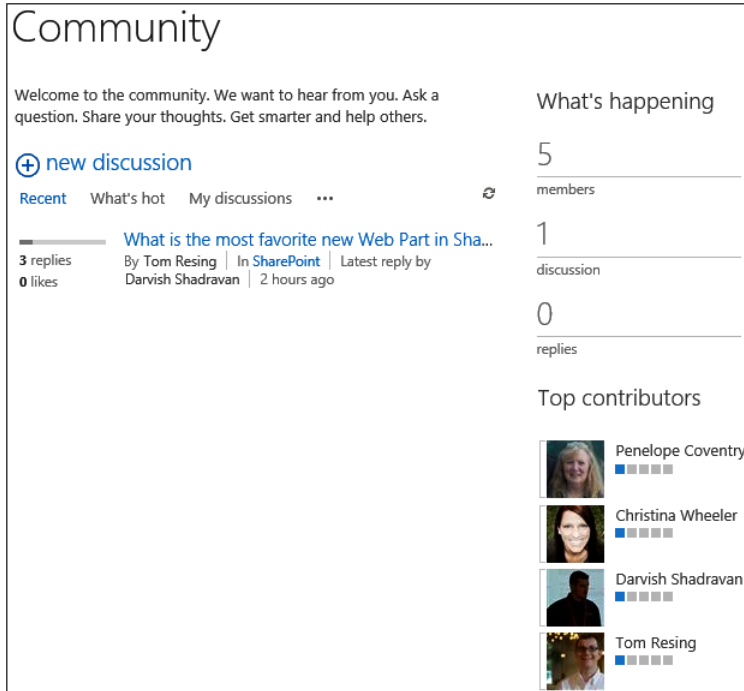 Community
Welcome to the community. We want to hear from you. Ask a
question. Share your thoughts. Get smarter and help others.
new discussion
Recent What's hot My discussions •••
What is the most favorite new Web Part in Sha...
3 replies By Tom Resing | In SharePoint | Latest reply by
0 likes Darvish Shadravan | 2 hours ago
What's happening
5
members
1
discussion
0
replies
Top contributors
Penelope Coventry
Christina Wheeler
Darvish Shadravan
Tom Resing